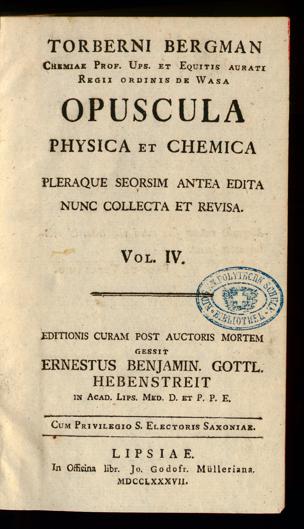 TORBERNI BERGMAN
CHEMIAE PROF. UPS. ET EQUITIS AURATI
REGII ORDINIS DE WASA
OPUSCULA
PHYSICA ET CHEMICA
PLERAQUE SEORSIM ANTEA EDITA
NUNC COLLECTA ET REVISA.
VOL. IV.
POLYTECHN
BIBLIOTHEK
EDITIONIS CURAM POST AUCTORIS MORTEM
GESSIT
ERNESTUS BENJAMIN. GOTTL.
HEBENSTREIT
IN ACAD. LIPS. MED. D. ET P. P. E.
CUM PRIVILEGIO S. ELECTORIS SAXONIAE.
LIPSIAE.
In Officina libr. Jo. Godofr. Mülleriana.
MDCCLXXXVII.